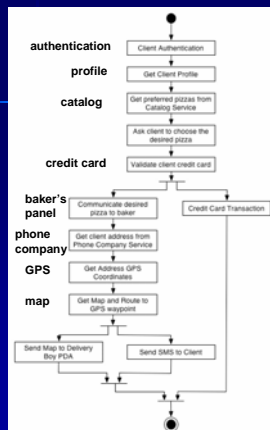 authentication
Client Authentication
profile
Get Client Profile
catalog
Get preferred pizzas from
Catalog Service
Ask client to choose the
desired pizza
credit card
Validate client credit card
baker's
panel
Communicate desired
pizza to baker
Credit Card Transaction
phone
company
Get client address from
Phone Company Service
GPS
Get Address GPS
Coordinates
map
Get Map and Route to
GPS waypoint
Send Map to Delivery
Boy PDA
Send SMS to Client